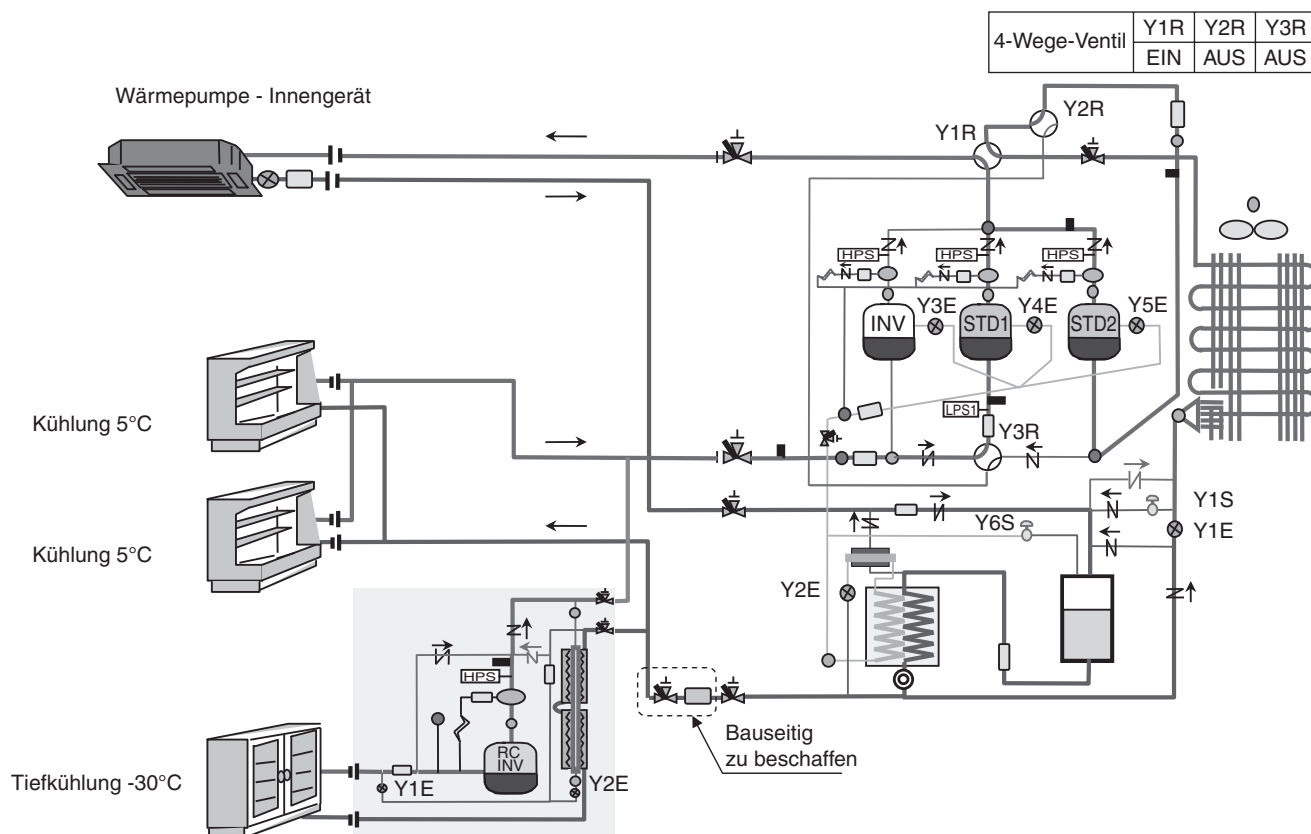 4-Wege-Ventil Y1R Y2R Y3R
EIN AUS AUS
Wärmepumpe - Innengerät
Y2R
Y1R
HPS HPS HPS
Y3E Y4E Y5E
INV STD1 STD2
LPS1
Y3R
Kühlung 5°C
Y1S
Y6S
Y1E
Kühlung 5°C
Y2E
HPS
Bauseitig
zu beschaffen
RC
INV
Tiefkühlung -30°C
Y1E Y2E